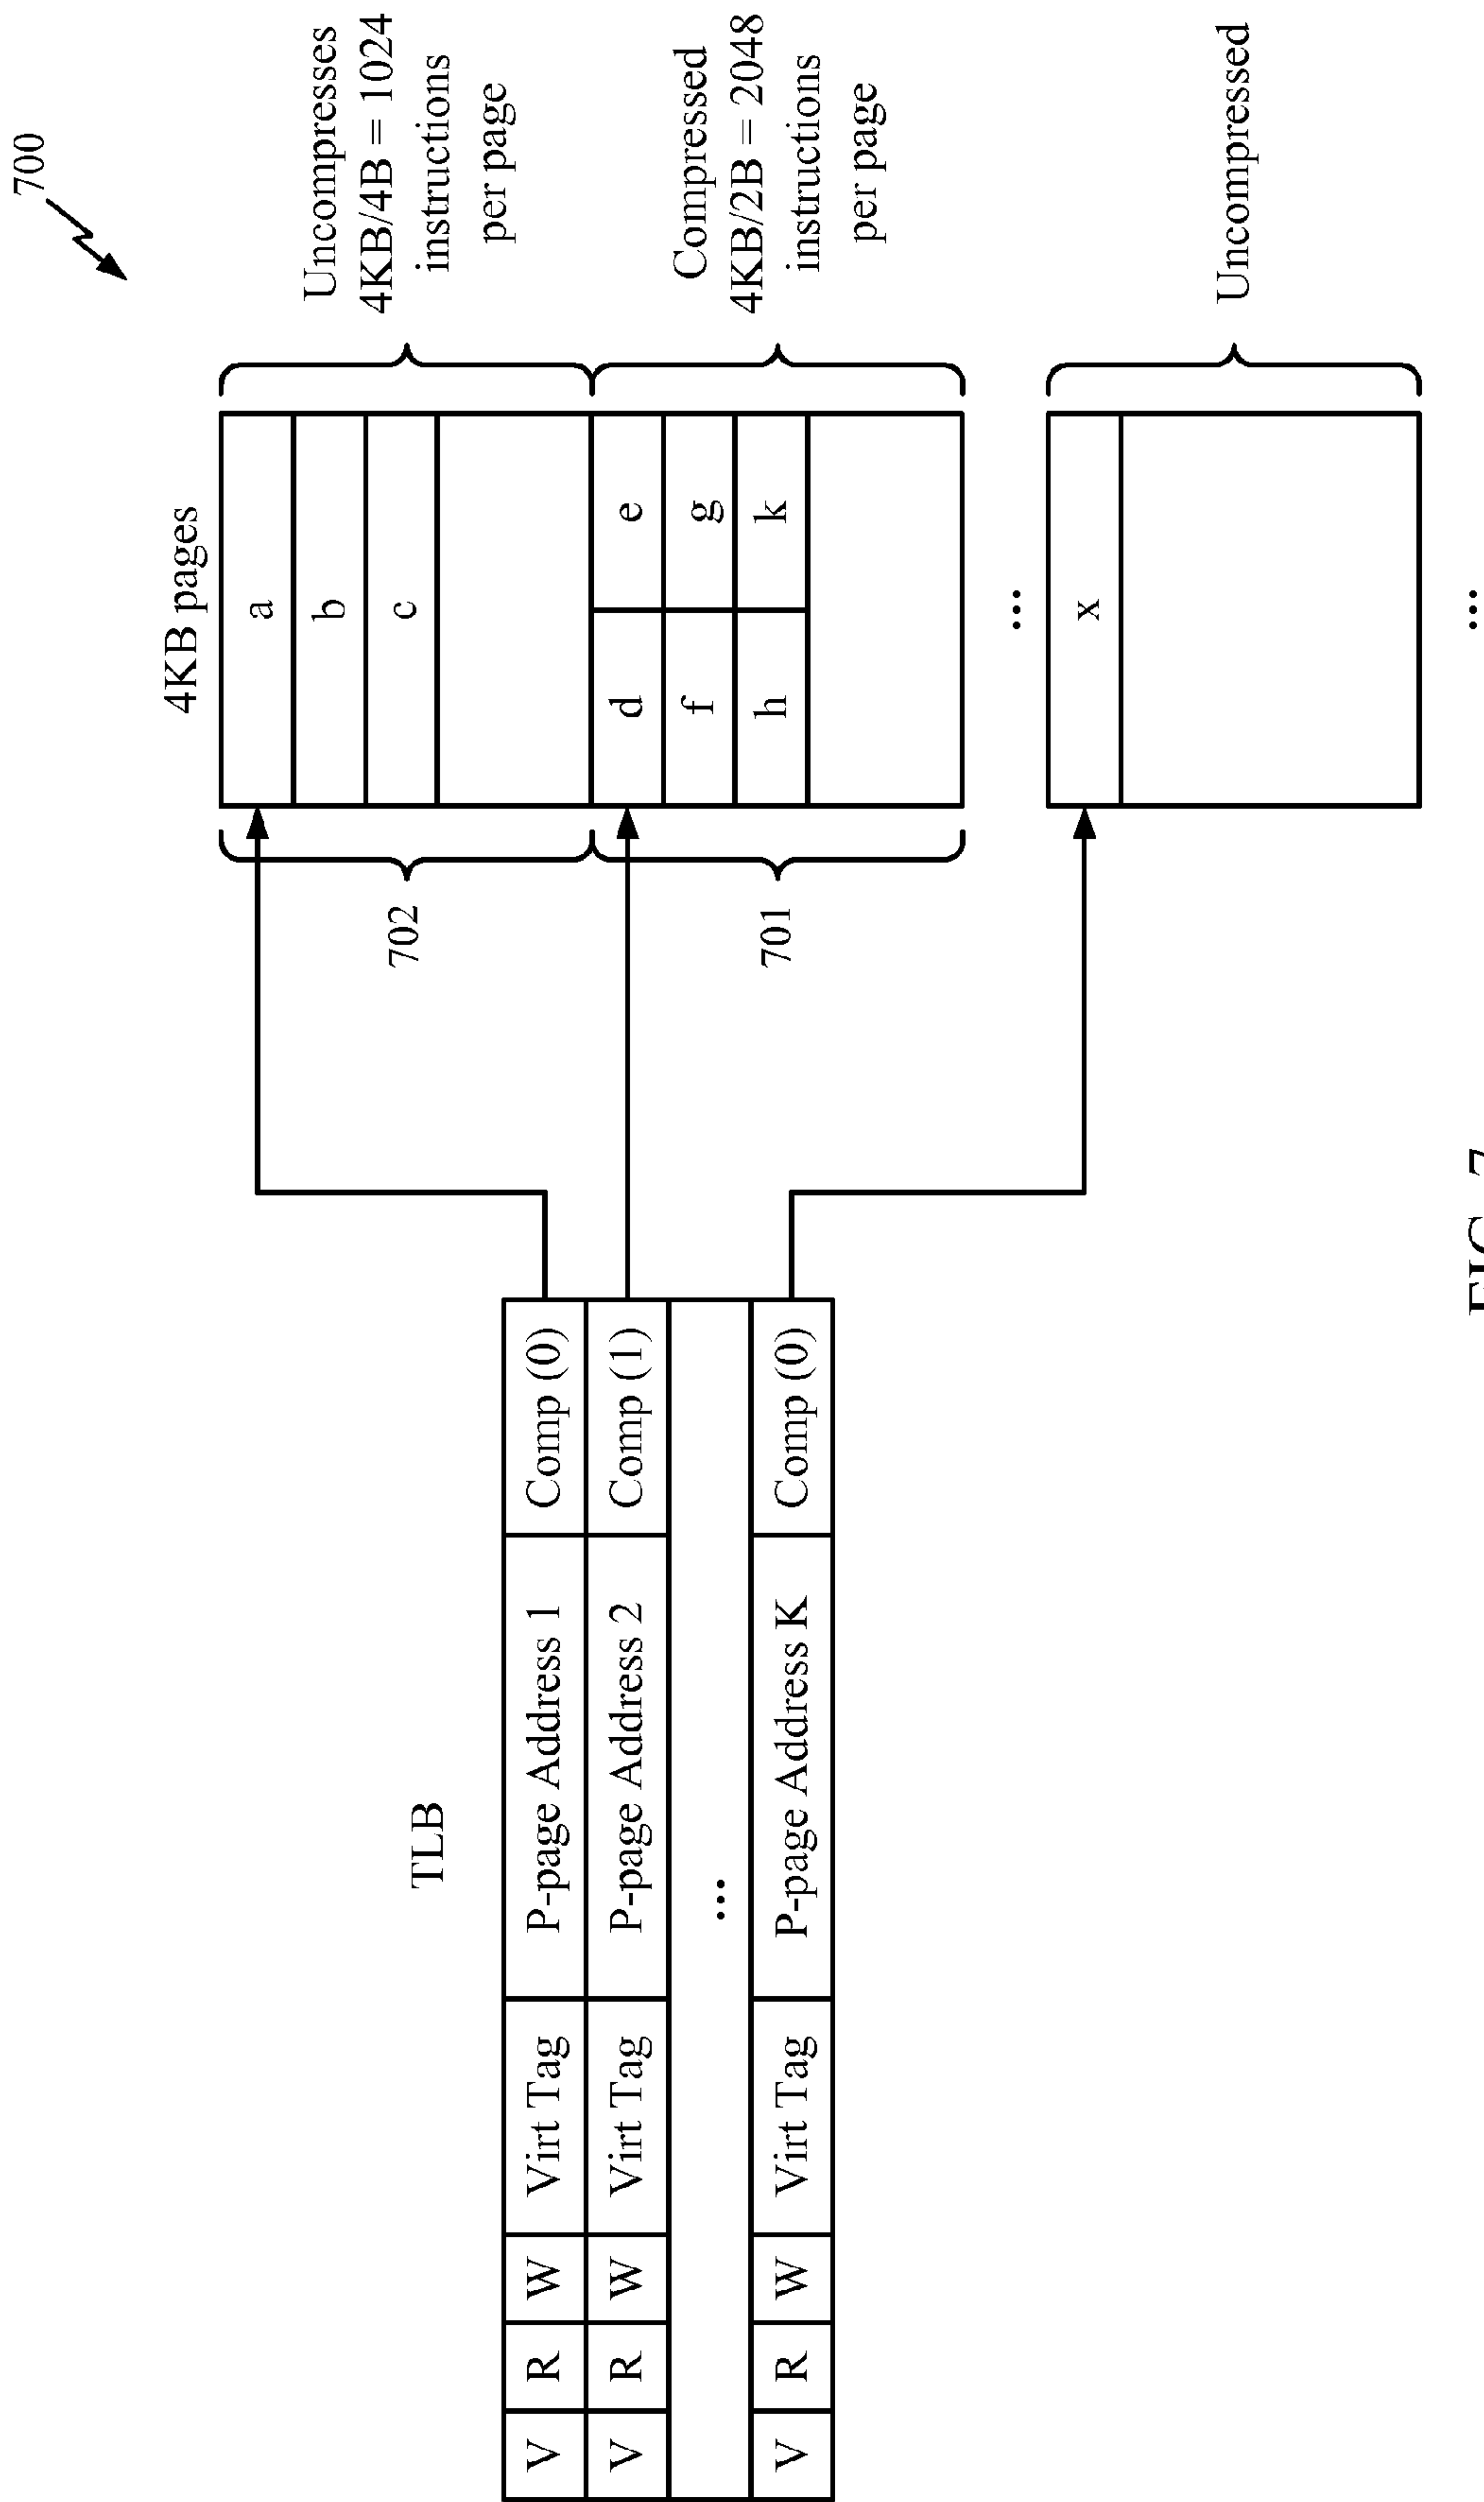 700
4KB pages
TLB
V R W Virt Tag P-page Address 1 Comp (0)
V R W Virt Tag P-page Address 2 Comp (1)
...
V R W Virt Tag P-page Address K Comp (0)
702
a
b
c
Uncompresses
4KB/4B = 1024
instructions
per page
701
d e
f g
h k
Compressed
4KB/2B = 2048
instructions
per page
...
x
Uncompressed
...